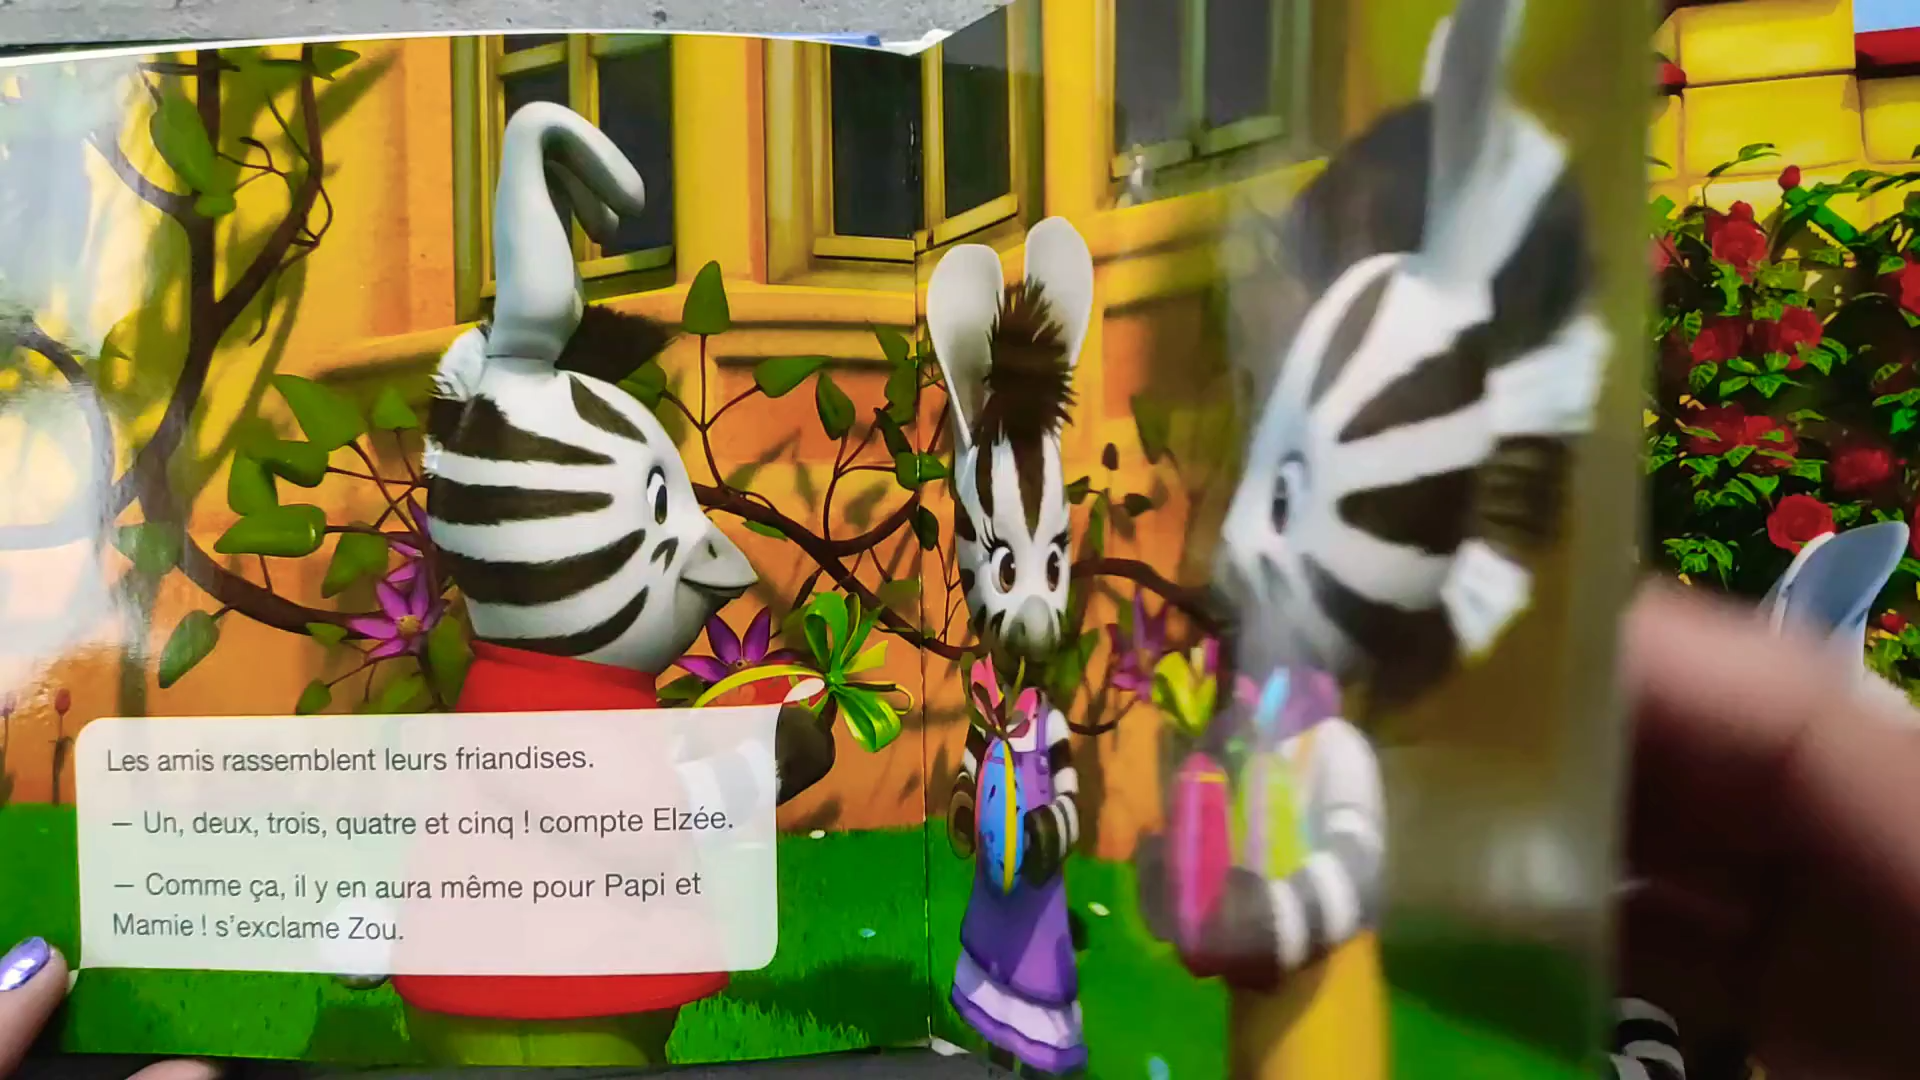 Les amis rassemblent leurs friandises.
– Un, deux, trois, quatre et cinq ! compte Elzée.
– Comme ça, il y en aura même pour Papi et
Mamie ! s'exclame Zou.